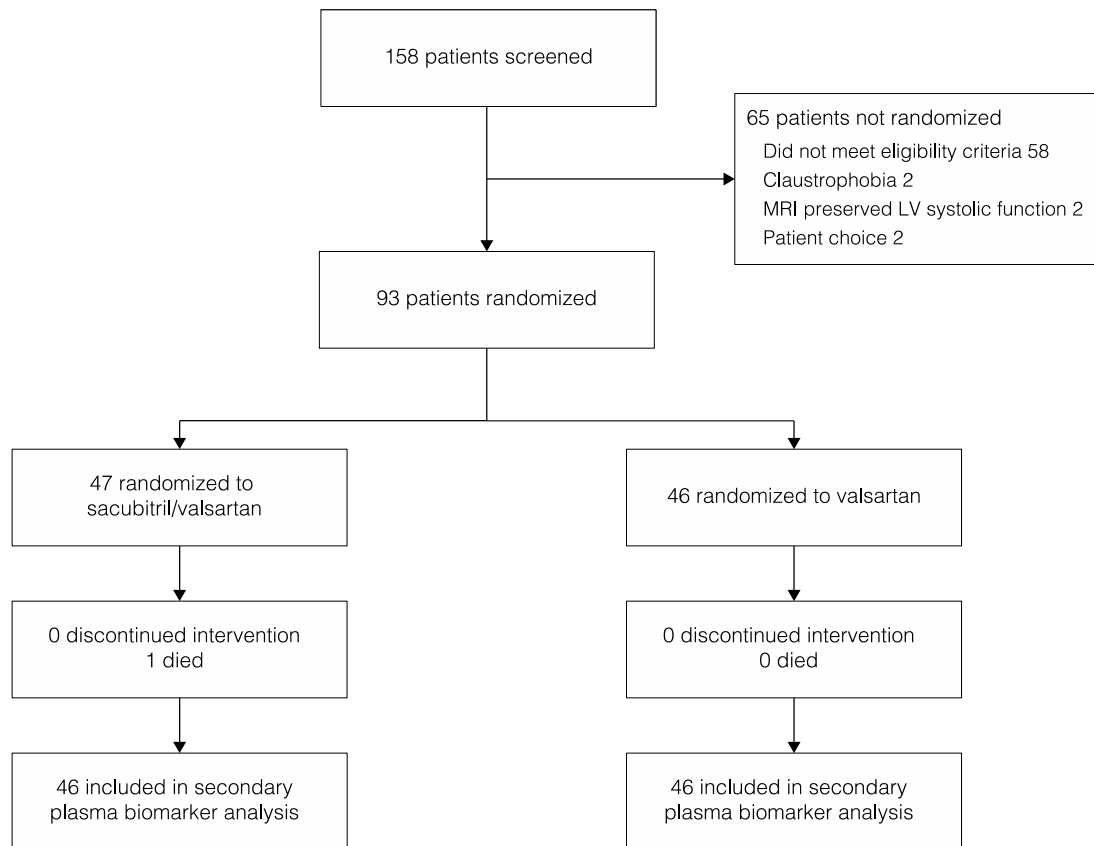 158 patients screened
65 patients not randomized
Did not meet eligibility criteria 58
Claustrophobia 2
MRI preserved LV systolic function 2
Patient choice 2
93 patients randomized
47 randomized to
sacubitril/valsartan
46 randomized to valsartan
0 discontinued intervention
1 died
0 discontinued intervention
0 died
46 included in secondary
plasma biomarker analysis
46 included in secondary
plasma biomarker analysis